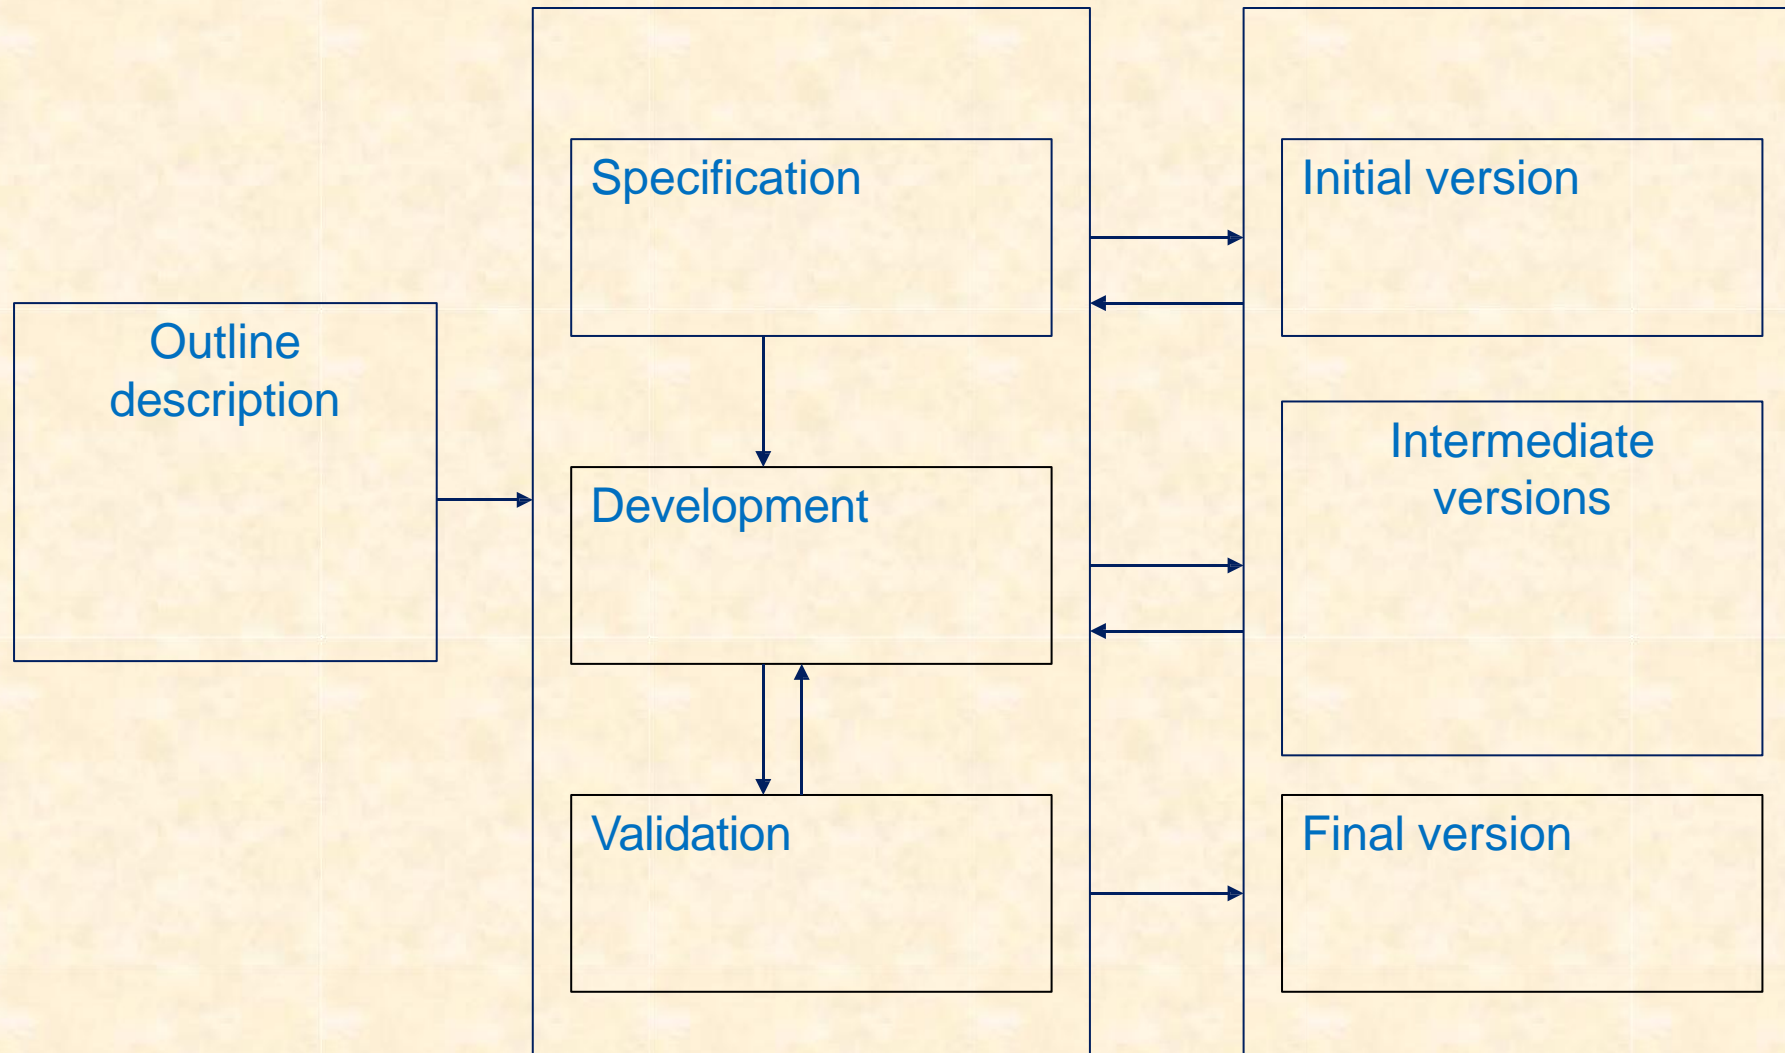 Outline
description
Specification
Development
Validation
Initial version
Intermediate
versions
Final version